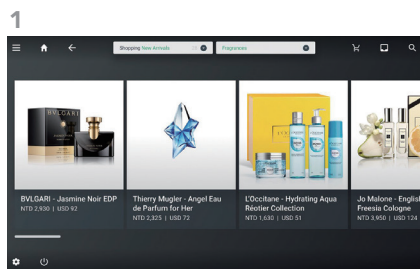 1
Shopping New Arrivals
Fragrances
BVLGARI
BVLGARI - Jasmine Noir EDP
NTD 2,930 | USD 92
Thierry Mugler - Angel Eau
de Parfum for Her
NTD 2,325 | USD 72
L'Occitane - Hydrating Aqua
Réotier Collection
NTD 1,630 | USD 51
Jo Malone - English
Freesia Cologne
NTD 3,950 | USD 124